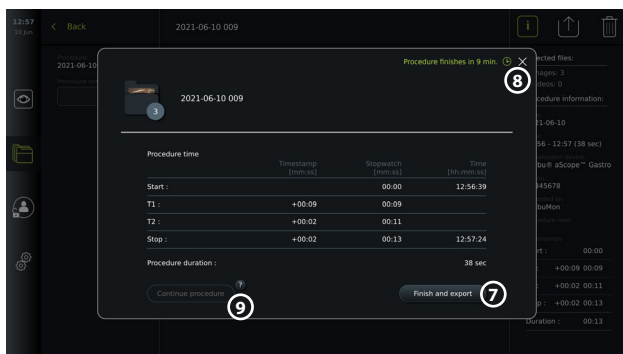 12:57
10 Jun
Back
2021-06-10 009
i
Procedure
2021-06-10
Procedure finishes in 9 min.
8
3
2021-06-10 009
Procedure time
Timestamp [mm:ss] Stopwatch [mm:ss] Time [hh:mm:ss]
Start : 00:00 12:56:39
T1 : +00:09 00:09
T2 : +00:02 00:11
Stop : +00:02 00:13 12:57:24
Procedure duration : 38 sec
Continue procedure ?
9
Finish and export
7
ected files:
ages: 3
deos: 0
cedure information:
21-06-10
56 - 12:57 (38 sec)
bu® aScope™ Gastro
345678
buMon
rt : 00:00
+00:09 00:09
+00:02 00:11
p : +00:02 00:13
Duration : 00:13